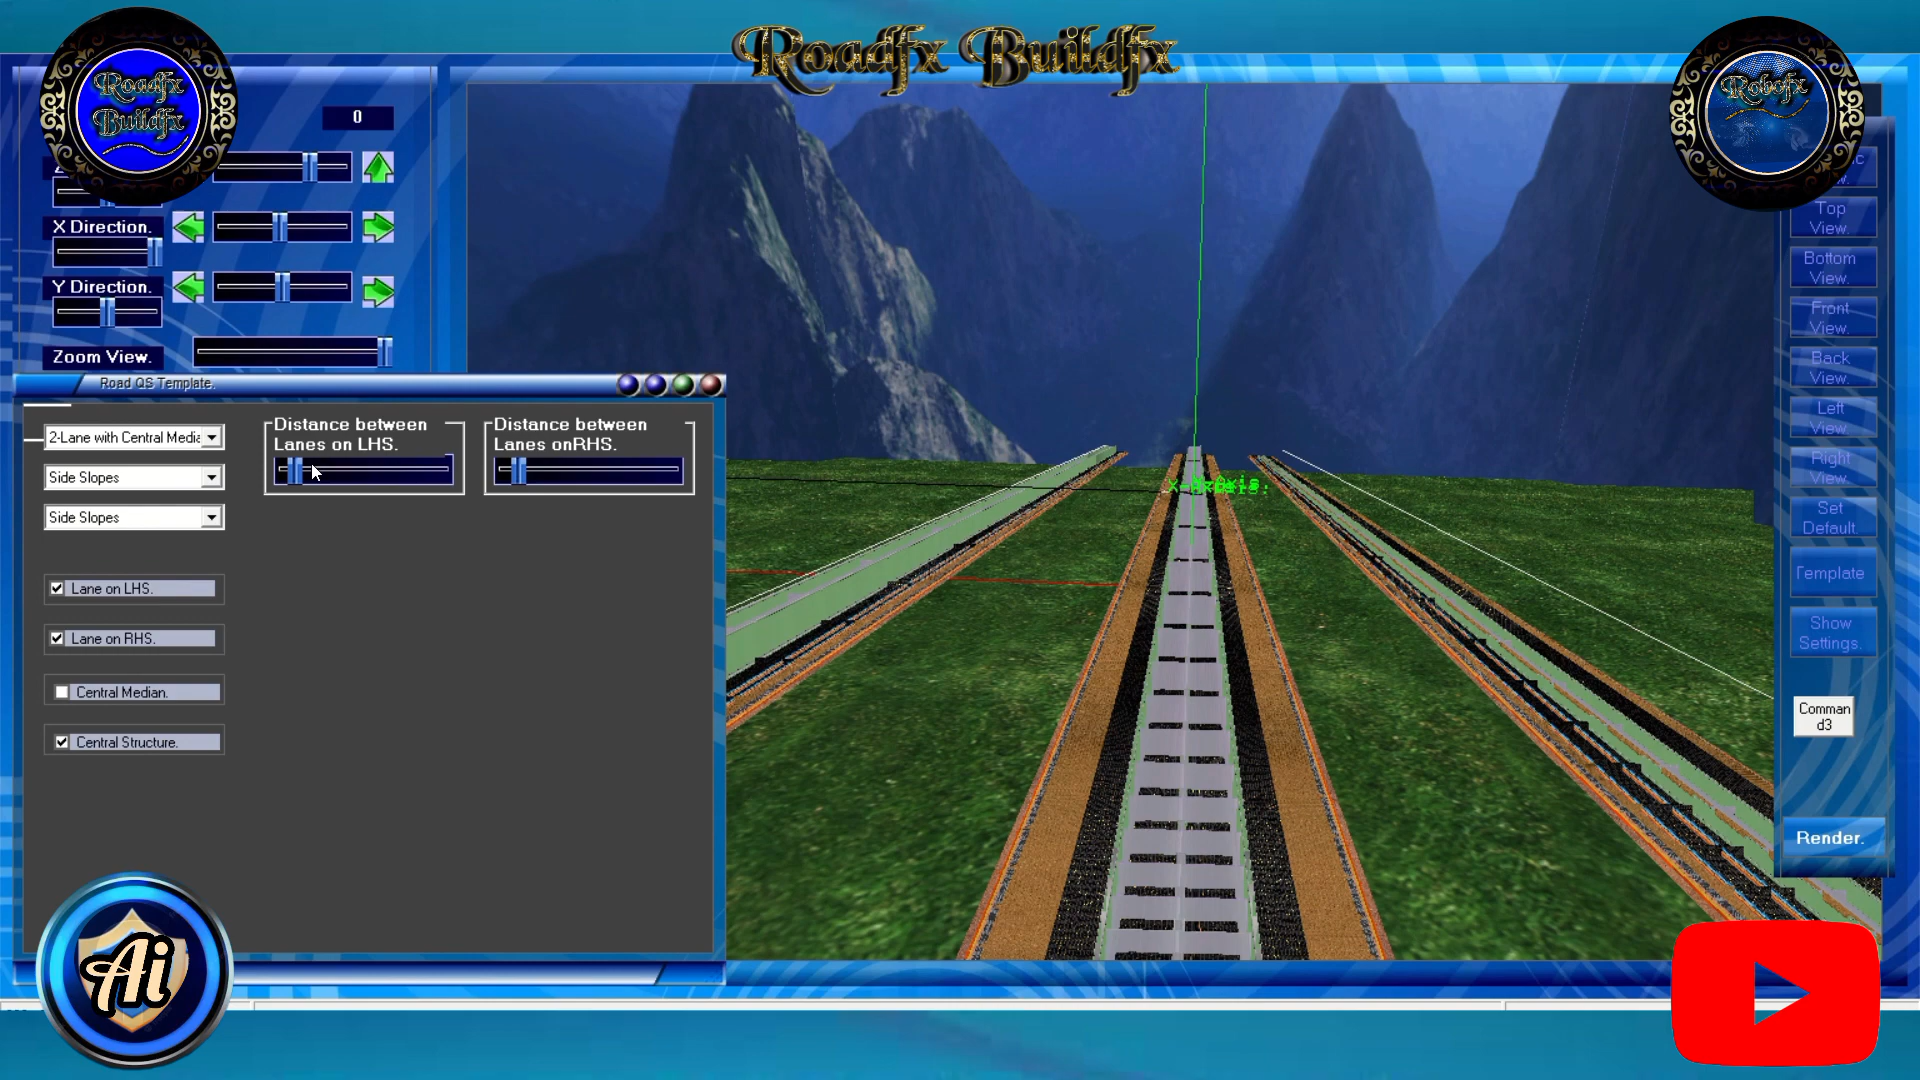 Roadfx Buildfx
Roadfx
Buildfx
Robofx
0
X Direction.
Y Direction.
Zoom View.
Top
View.
Bottom
View.
Front
View.
Back
View.
Left
View.
Right
View.
Set
Default.
Template
Show
Settings.
Comman
d3
Render.
Road QS Template.
2-Lane with Central Media
Side Slopes
Side Slopes
Distance between
Lanes on LHS.
Distance between
Lanes onRHS.
Lane on LHS.
Lane on RHS.
Central Median.
Central Structure.
Ai